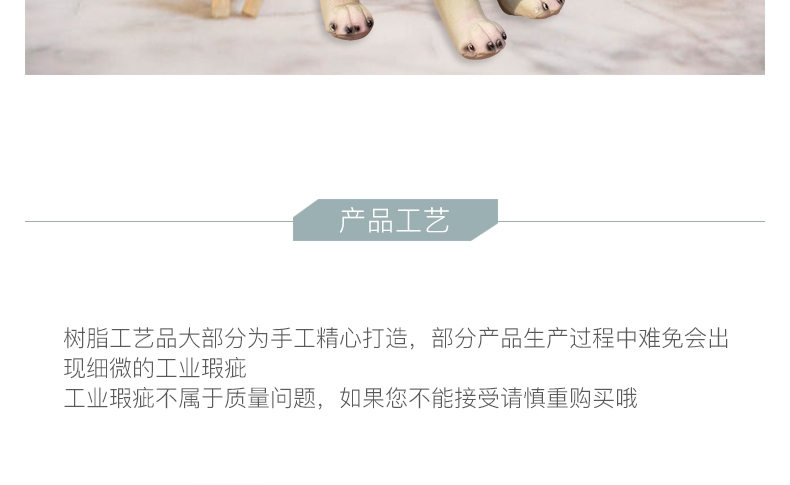 产品工艺
树脂工艺品大部分为手工精心打造，部分产品生产过程中难免会出
现细微的工业瑕疵
工业瑕疵不属于质量问题，如果您不能接受请慎重购买哦